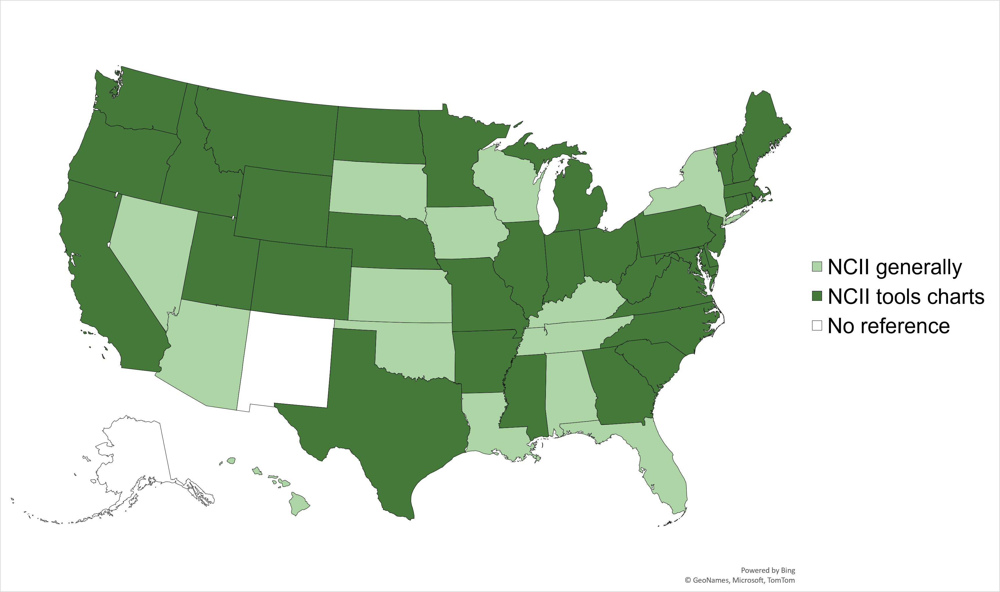 NCII generally
NCII tools charts
No reference
Powered by Bing
© GeoNames, Microsoft, TomTom